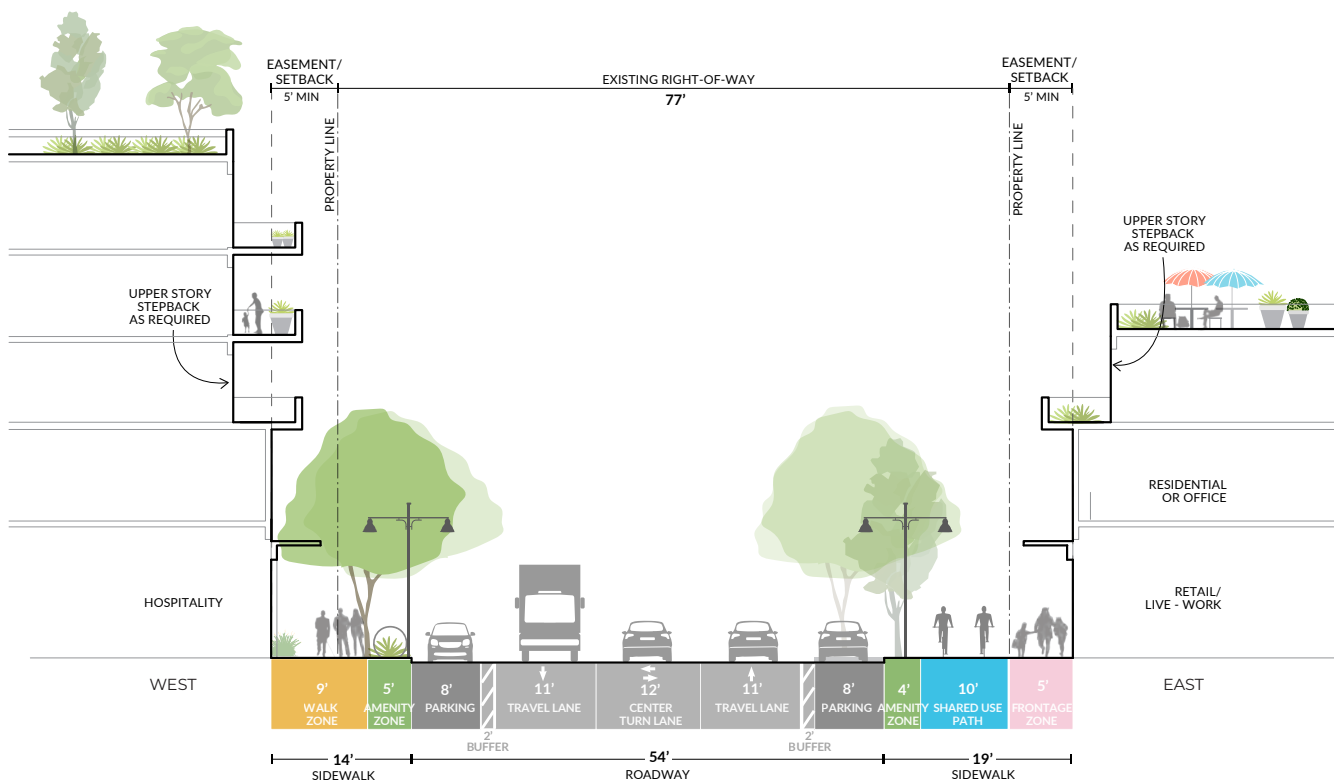 EASEMENT/
SETBACK
5' MIN
EXISTING RIGHT-OF-WAY
77'
EASEMENT/
SETBACK
5' MIN
PROPERTY LINE
PROPERTY LINE
UPPER STORY
STEPBACK
AS REQUIRED
UPPER STORY
STEPBACK
AS REQUIRED
RESIDENTIAL
OR OFFICE
HOSPITALITY
RETAIL/
LIVE - WORK
WEST
EAST
9'
WALK
ZONE
5'
AMENITY
ZONE
8'
PARKING
2'
BUFFER
11'
TRAVEL LANE
12'
CENTER
TURN LANE
11'
TRAVEL LANE
2'
BUFFER
8'
PARKING
4'
AMENITY
ZONE
10'
SHARED USE
PATH
5'
FRONTAGE
ZONE
14'
SIDEWALK
54'
ROADWAY
19'
SIDEWALK